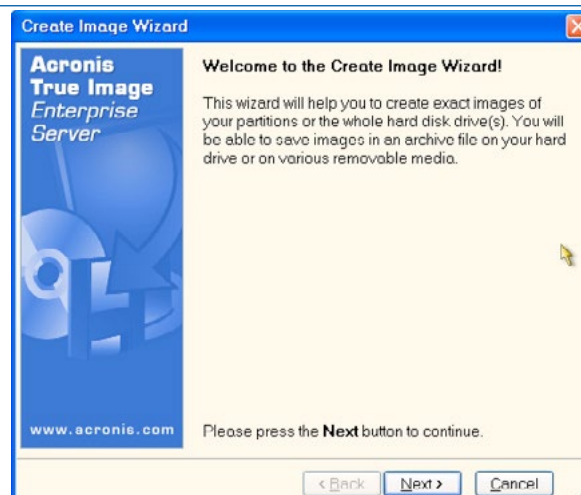 Create Image Wizard
Acronis
True Image
Enterprise
Server
www.acronis.com
Welcome to the Create Image Wizard!
This wizard will help you to create exact images of
your partitions or the whole hard disk drive(s). You will
be able to save images in an archive file on your hard
drive or on various removable media.
Please press the Next button to continue.
< Back
Next >
Cancel